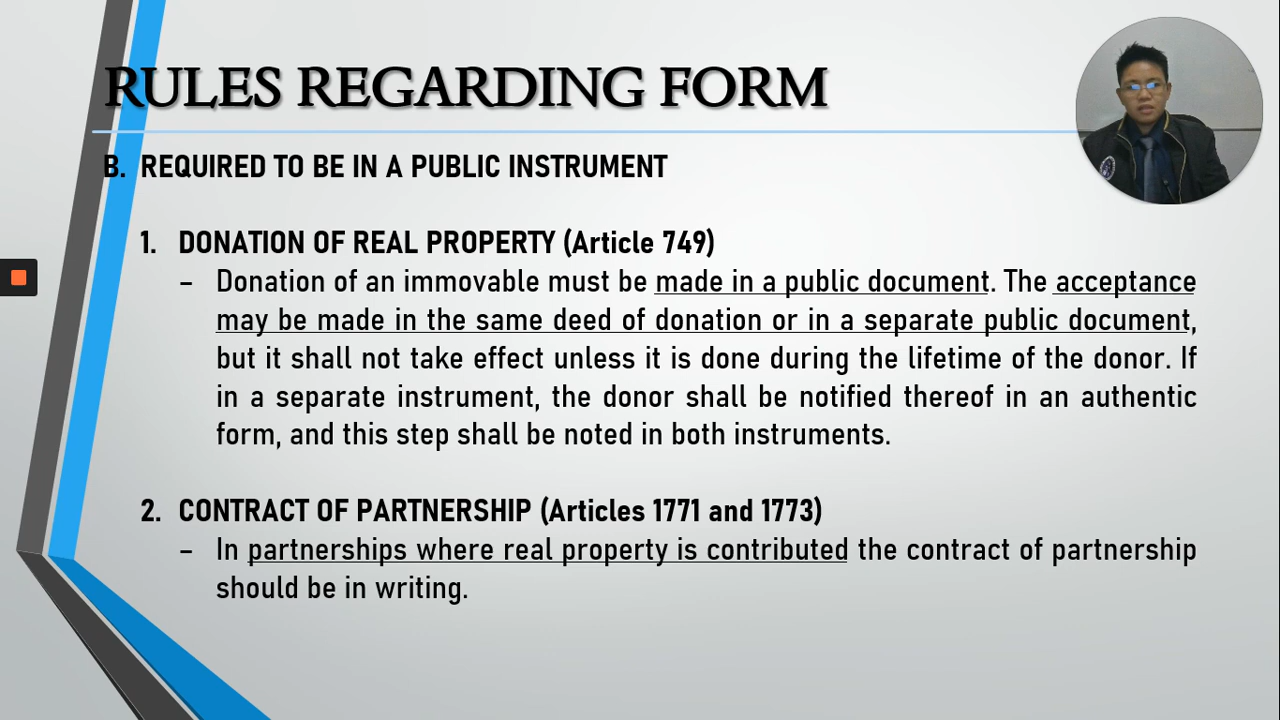 RULES REGARDING FORM
B. REQUIRED TO BE IN A PUBLIC INSTRUMENT
1. DONATION OF REAL PROPERTY (Article 749)
– Donation of an immovable must be made in a public document. The acceptance
may be made in the same deed of donation or in a separate public document,
but it shall not take effect unless it is done during the lifetime of the donor. If
in a separate instrument, the donor shall be notified thereof in an authentic
form, and this step shall be noted in both instruments.
2. CONTRACT OF PARTNERSHIP (Articles 1771 and 1773)
– In partnerships where real property is contributed the contract of partnership
should be in writing.